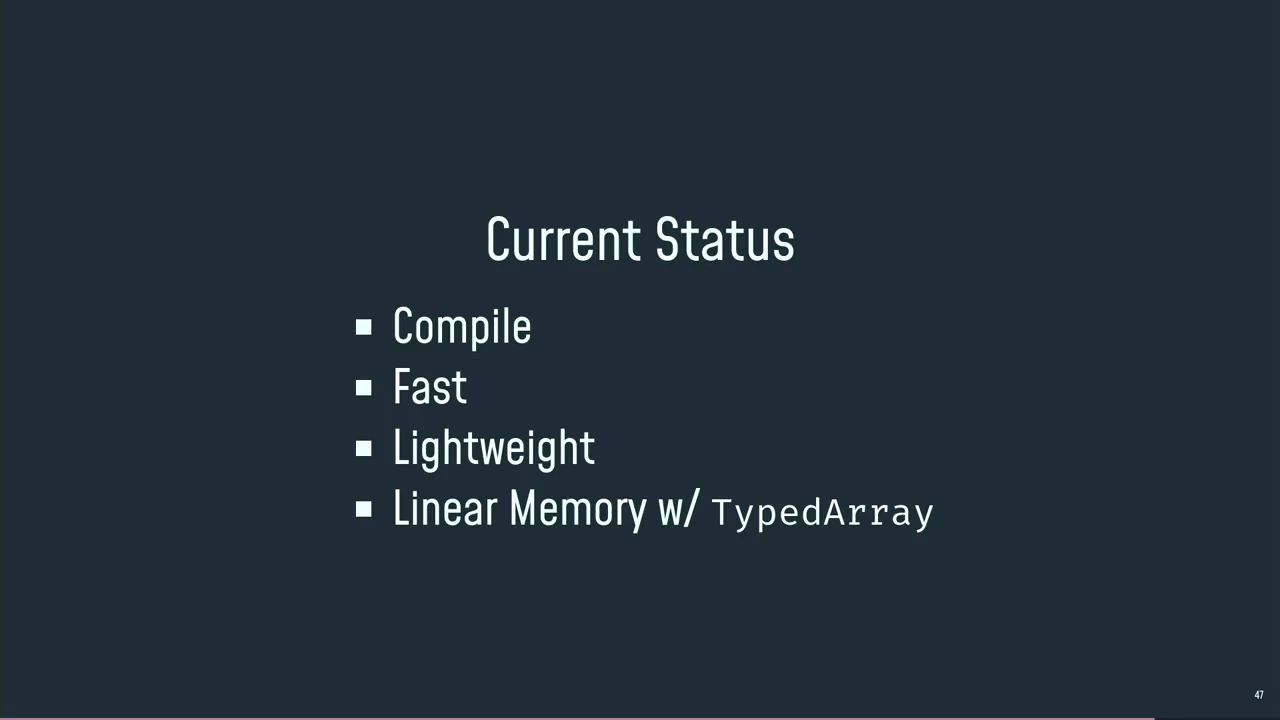 Current Status
Compile
Fast
Lightweight
Linear Memory w/ TypedArray
47